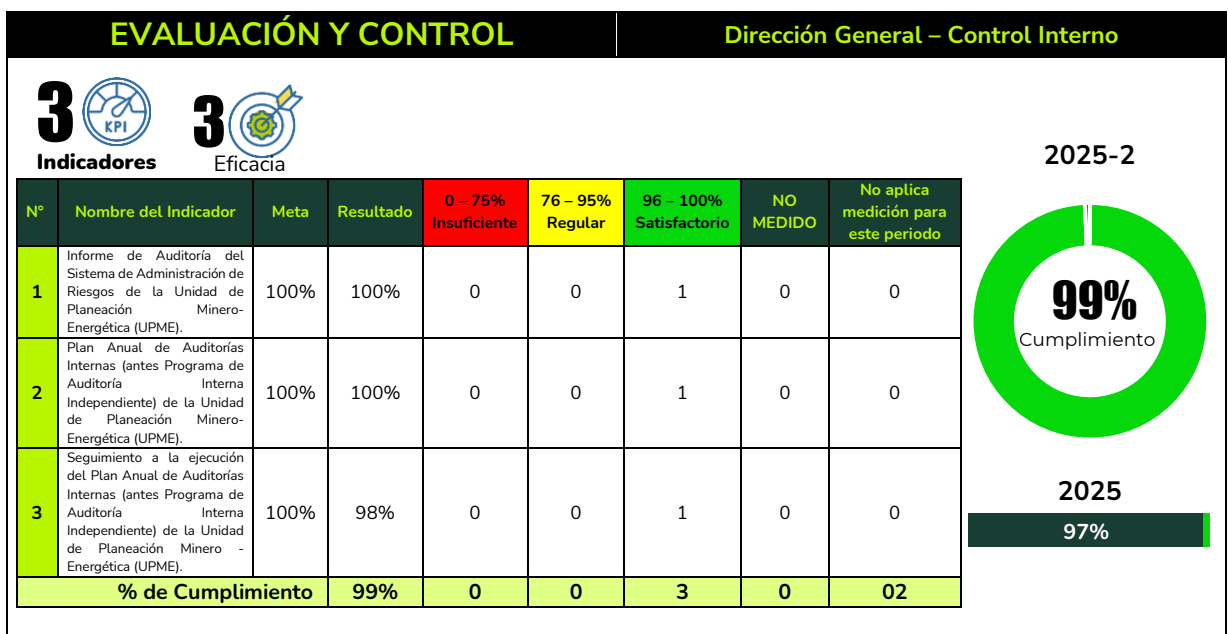 EVALUACIÓN Y CONTROL
Dirección General – Control Interno
3
KPI
Indicadores
3
Eficacia
N°
Nombre del Indicador
Meta
Resultado
0 – 75%
Insuficiente
76 – 95%
Regular
96 – 100%
Satisfactorio
NO
MEDIDO
No aplica
medición para
este periodo
1
Informe de Auditoría del
Sistema de Administración de
Riesgos de la Unidad de
Planeación Minero-
Energética (UPME).
100%
100%
0
0
1
0
0
2
Plan Anual de Auditorías
Internas (antes Programa de
Auditoría Interna
Independiente) de la Unidad
de Planeación Minero-
Energética (UPME).
100%
100%
0
0
1
0
0
3
Seguimiento a la ejecución
del Plan Anual de Auditorías
Internas (antes Programa de
Auditoría Interna
Independiente) de la Unidad
de Planeación Minero -
Energética (UPME).
100%
98%
0
0
1
0
0
% de Cumplimiento
99%
0
0
3
0
02
2025-2
99%
Cumplimiento
2025
97%